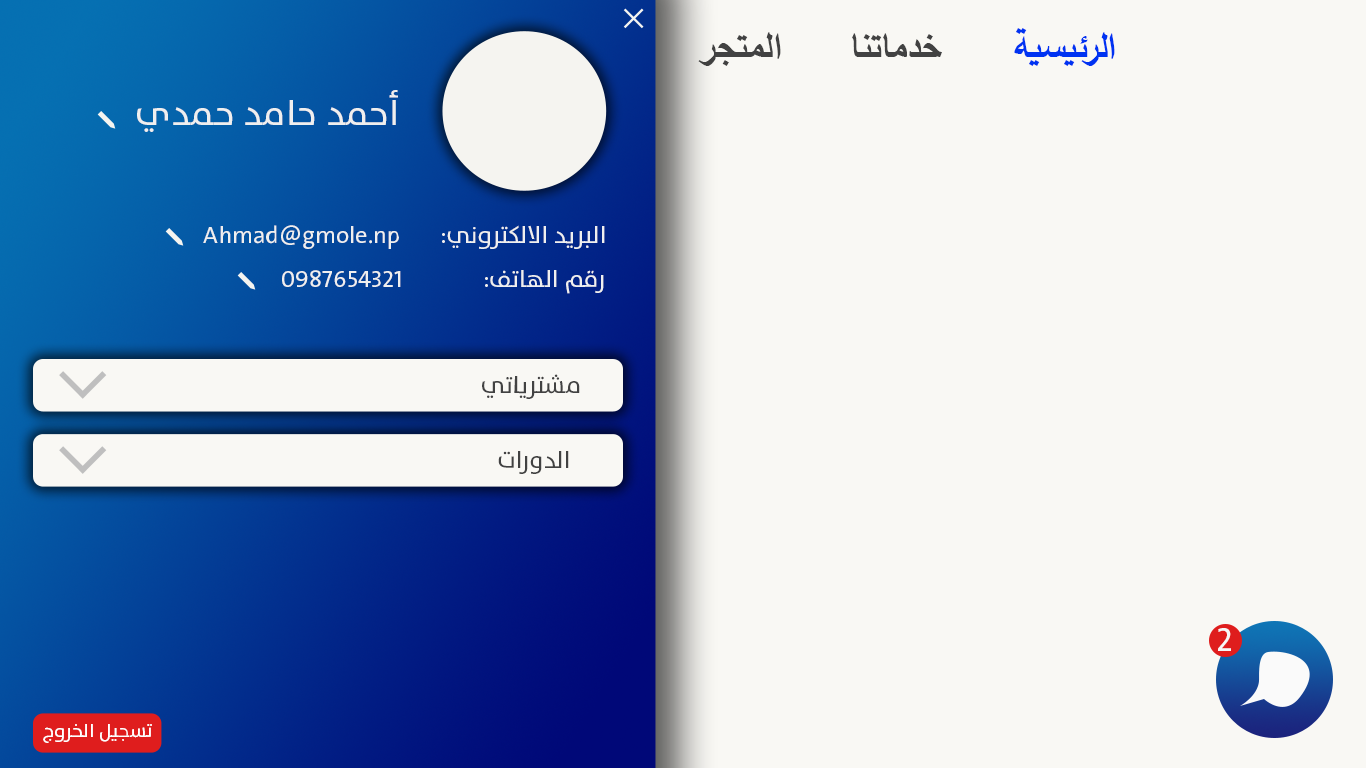 الرئيسية
خدماتنا
المتجر
أحمد حامد حمدي
البريد الالكتروني: Ahmad@gmole.np
رقم الهاتف: 0987654321
مشترياتي
الدورات
2
تسجيل الخروج